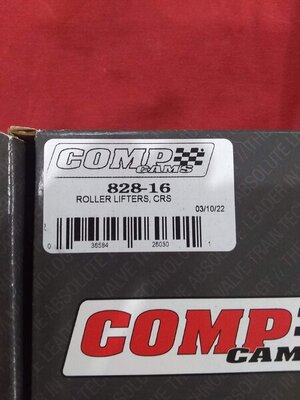 COMP
CAMS
828-16
ROLLER LIFTERS, CRS
03/10/22
0 36584 26030 1
COMP
CAMS